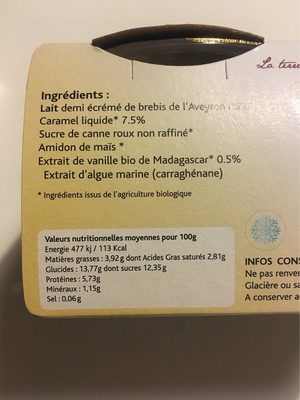 La terre
Ingrédients :
Lait demi écrémé de brebis de l'Aveyron
Caramel liquide* 7.5%
Sucre de canne roux non raffiné*
Amidon de maïs *
Extrait de vanille bio de Madagascar* 0.5%
Extrait d'algue marine (carraghénane)
* Ingrédients issus de l'agriculture biologique
Valeurs nutritionnelles moyennes pour 100g
Energie 477 kj / 113 Kcal
Matières grasses : 3,92 g dont Acides Gras saturés 2,81g
Glucides : 13,77g dont sucres 12,35g
Protéines : 5,73g
Minéraux : 1,15g
Sel : 0,06g
INFOS CONS
Ne pas renver
Glacière ou sa
A conserver a